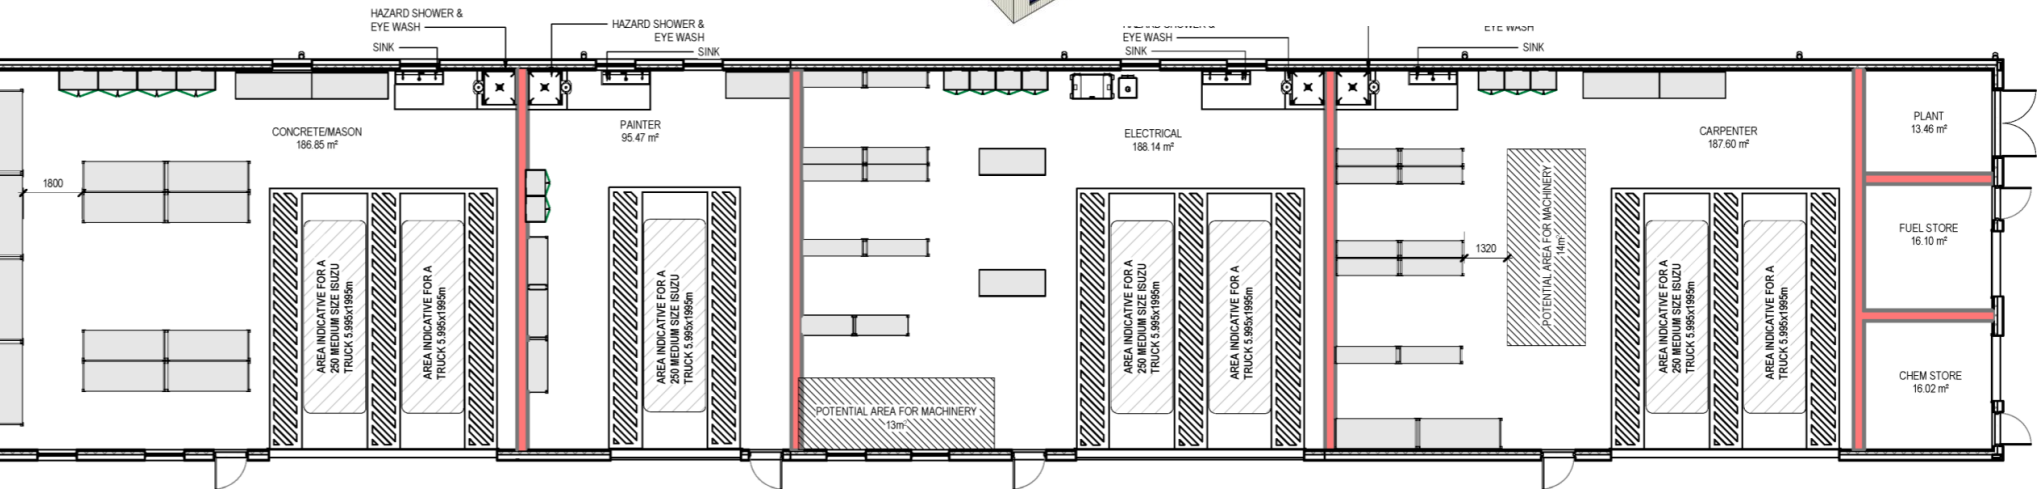 HAZARD SHOWER &
EYE WASH
SINK
HAZARD SHOWER &
EYE WASH
SINK
HAZARD SHOWER &
EYE WASH
SINK
EYE WASH
SINK
CONCRETE/MASON
186.85 m²
PAINTER
95.47 m²
ELECTRICAL
188.14 m²
CARPENTER
187.60 m²
PLANT
13.46 m²
FUEL STORE
16.10 m²
CHEM STORE
16.02 m²
1800
1320
AREA INDICATIVE FOR A
250 MEDIUM SIZE ISUZU
TRUCK 5.995x1995m
AREA INDICATIVE FOR A
TRUCK 5.995x1995m
AREA INDICATIVE FOR A
250 MEDIUM SIZE ISUZU
TRUCK 5.995x1995m
POTENTIAL AREA FOR MACHINERY
13m²
AREA INDICATIVE FOR A
250 MEDIUM SIZE ISUZU
TRUCK 5.995x1995m
AREA INDICATIVE FOR A
TRUCK 5.995x1995m
POTENTIAL AREA FOR MACHINERY
14m²
AREA INDICATIVE FOR A
250 MEDIUM SIZE ISUZU
TRUCK 5.995x1995m
AREA INDICATIVE FOR A
TRUCK 5.995x1995m